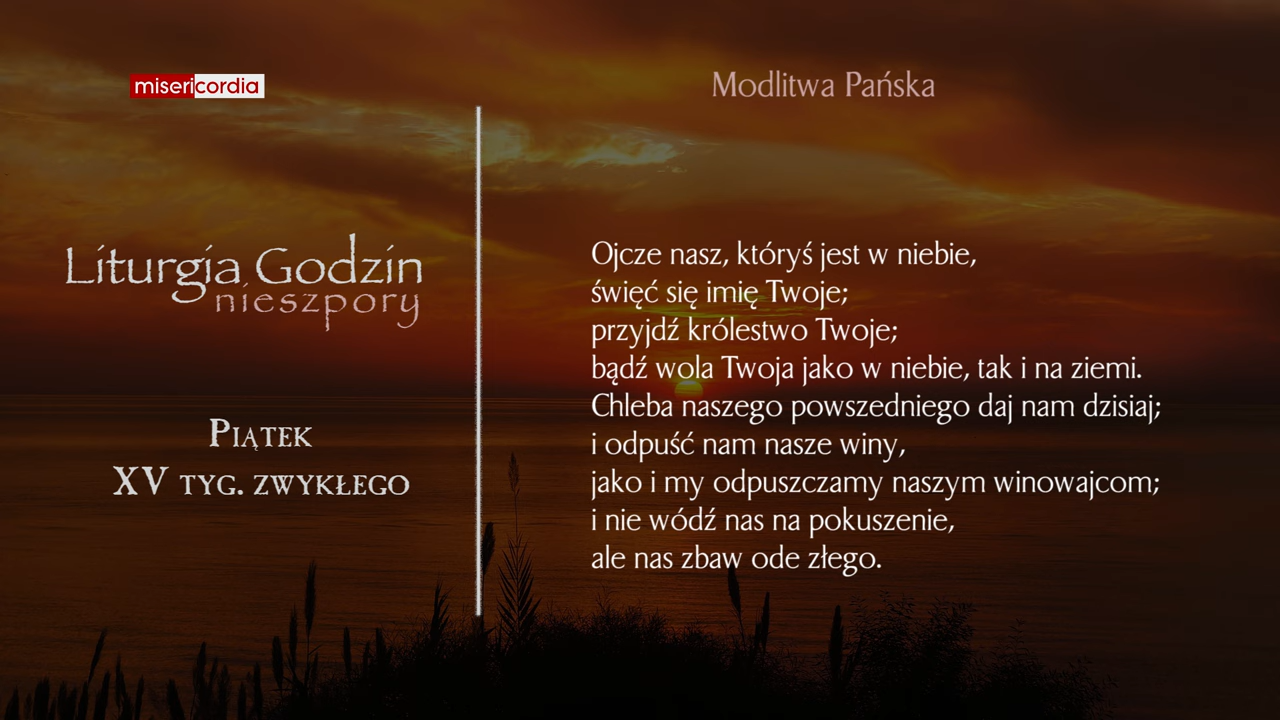 misericordia
Liturgia Godzin
nieszpory
Piątek
XV tyg. zwykłego
Modlitwa Pańska
Ojcze nasz, któryś jest w niebie,
święć się imię Twoje;
przyjdź królestwo Twoje;
bądź wola Twoja jako w niebie, tak i na ziemi.
Chleba naszego powszedniego daj nam dzisiaj;
i odpuść nam nasze winy,
jako i my odpuszczamy naszym winowajcom;
i nie wódź nas na pokuszenie,
ale nas zbaw ode złego.